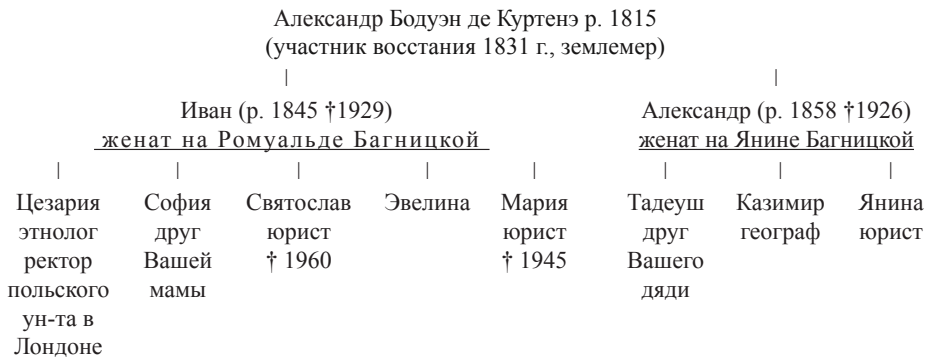 Александр Бодуэн де Куртенэ р. 1815
(участник восстания 1831 г., землемер)
| |
Иван (р. 1845 †1929) Александр (р. 1858 †1926)
женат на Ромуальде Багницкой женат на Янине Багницкой
| | | | | | | |
Цезария София Святослав Эвелина Мария Тадеуш Казимир Янина
этнолог друг юрист юрист друг географ юрист
ректор Вашей † 1960 † 1945 Вашего
польского мамы дяди
ун-та в
Лондоне